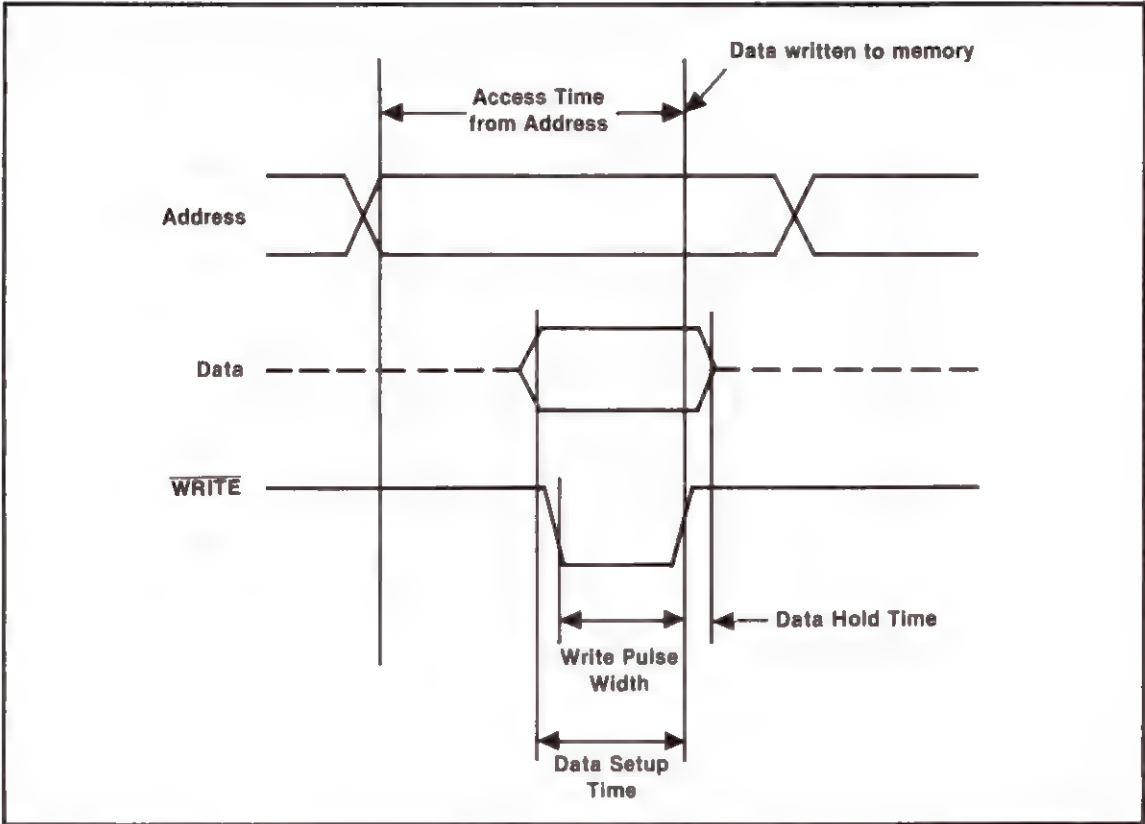 Data written to memory
Access Time
from Address
Address
Data
WRITE
Data Hold Time
Write Pulse
Width
Data Setup
Time